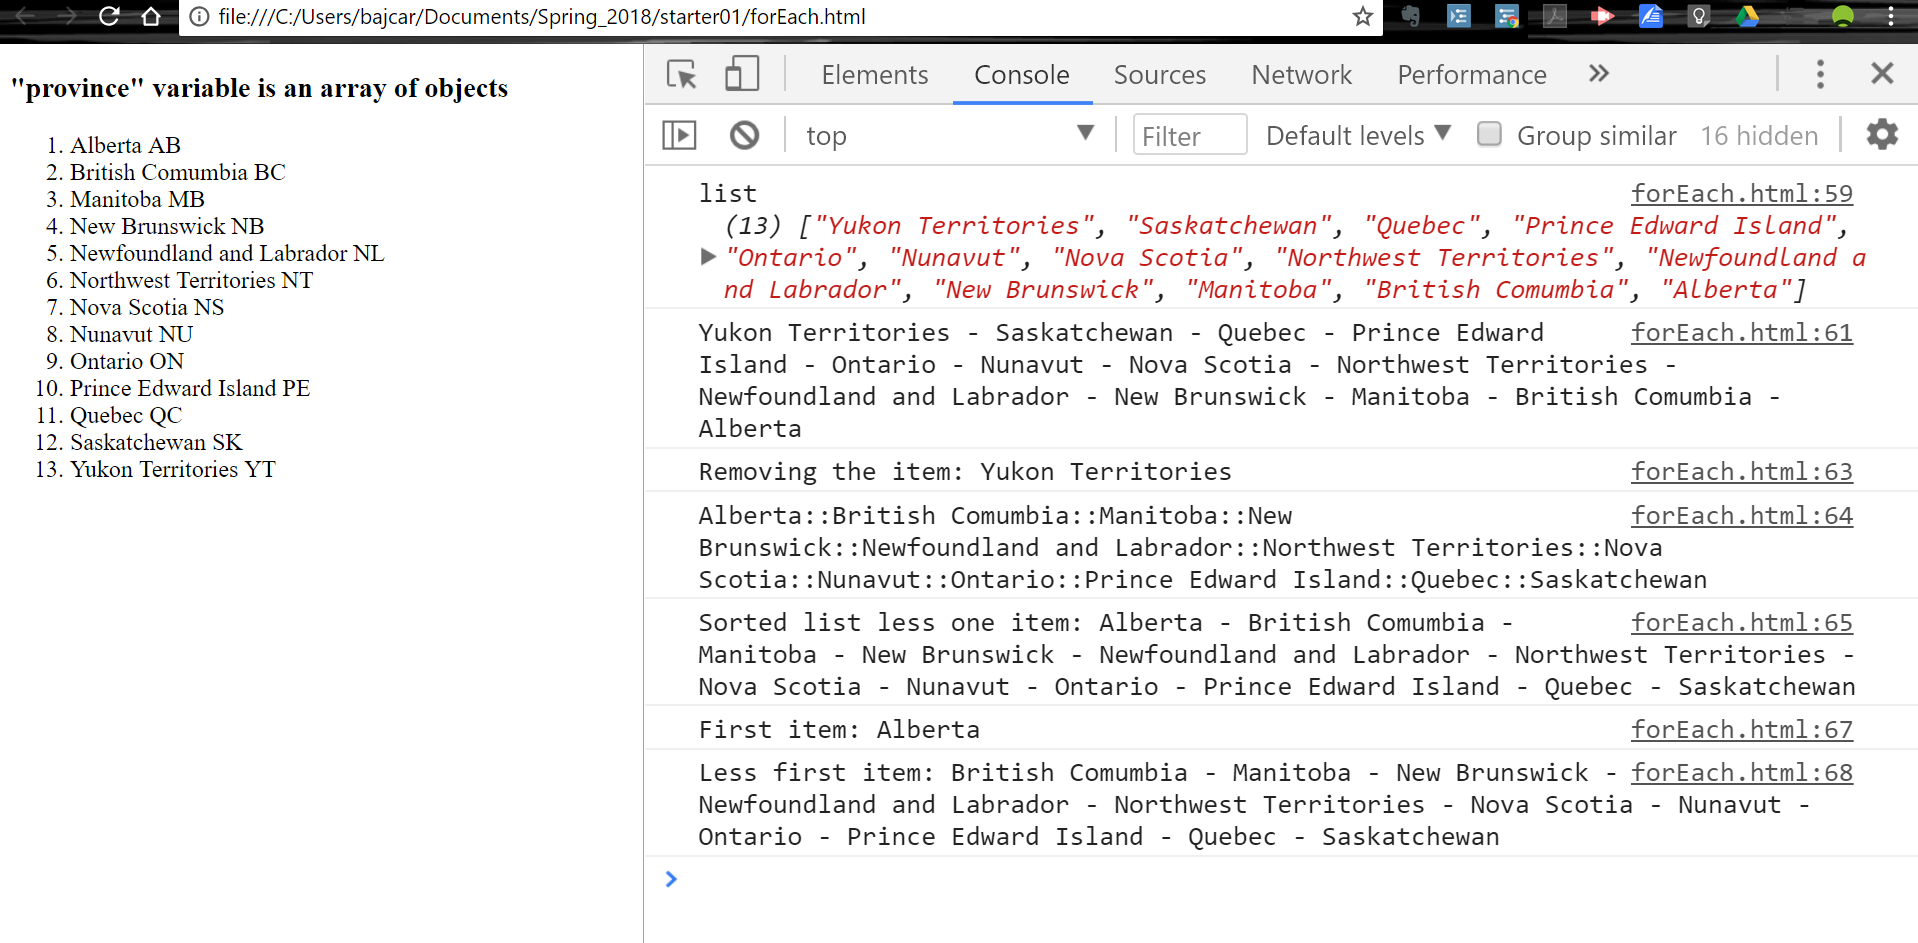 file:///C:/Users/bajcar/Documents/Spring_2018/starter01/forEach.html
"province" variable is an array of objects
1. Alberta AB
2. British Comumbia BC
3. Manitoba MB
4. New Brunswick NB
5. Newfoundland and Labrador NL
6. Northwest Territories NT
7. Nova Scotia NS
8. Nunavut NU
9. Ontario ON
10. Prince Edward Island PE
11. Quebec QC
12. Saskatchewan SK
13. Yukon Territories YT
Elements Console Sources Network Performance »
top Filter Default levels Group similar 16 hidden
list forEach.html:59
(13) ["Yukon Territories", "Saskatchewan", "Quebec", "Prince Edward Island",
"Ontario", "Nunavut", "Nova Scotia", "Northwest Territories", "Newfoundland a
nd Labrador", "New Brunswick", "Manitoba", "British Comumbia", "Alberta"]
Yukon Territories - Saskatchewan - Quebec - Prince Edward forEach.html:61
Island - Ontario - Nunavut - Nova Scotia - Northwest Territories -
Newfoundland and Labrador - New Brunswick - Manitoba - British Comumbia -
Alberta
Removing the item: Yukon Territories forEach.html:63
Alberta::British Comumbia::Manitoba::New forEach.html:64
Brunswick::Newfoundland and Labrador::Northwest Territories::Nova
Scotia::Nunavut::Ontario::Prince Edward Island::Quebec::Saskatchewan
Sorted list less one item: Alberta - British Comumbia - forEach.html:65
Manitoba - New Brunswick - Newfoundland and Labrador - Northwest Territories -
Nova Scotia - Nunavut - Ontario - Prince Edward Island - Quebec - Saskatchewan
First item: Alberta forEach.html:67
Less first item: British Comumbia - Manitoba - New Brunswick - forEach.html:68
Newfoundland and Labrador - Northwest Territories - Nova Scotia - Nunavut -
Ontario - Prince Edward Island - Quebec - Saskatchewan